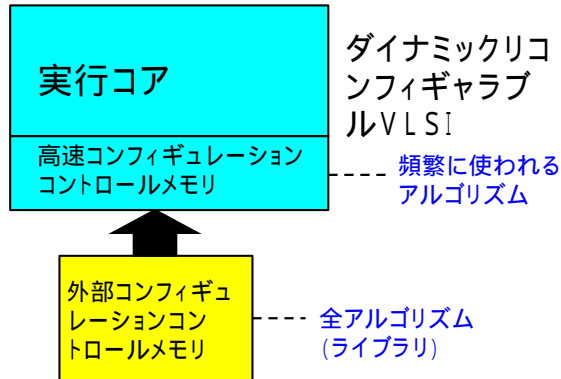 実行コア
ダイナミックリコ
ンフィギャラブ
ルVLSI
高速コンフィギュレーション
コントロールメモリ
頻繁に使われる
アルゴリズム
外部コンフィギュ
レーションコン
トロールメモリ
全アルゴリズム
(ライブラリ)